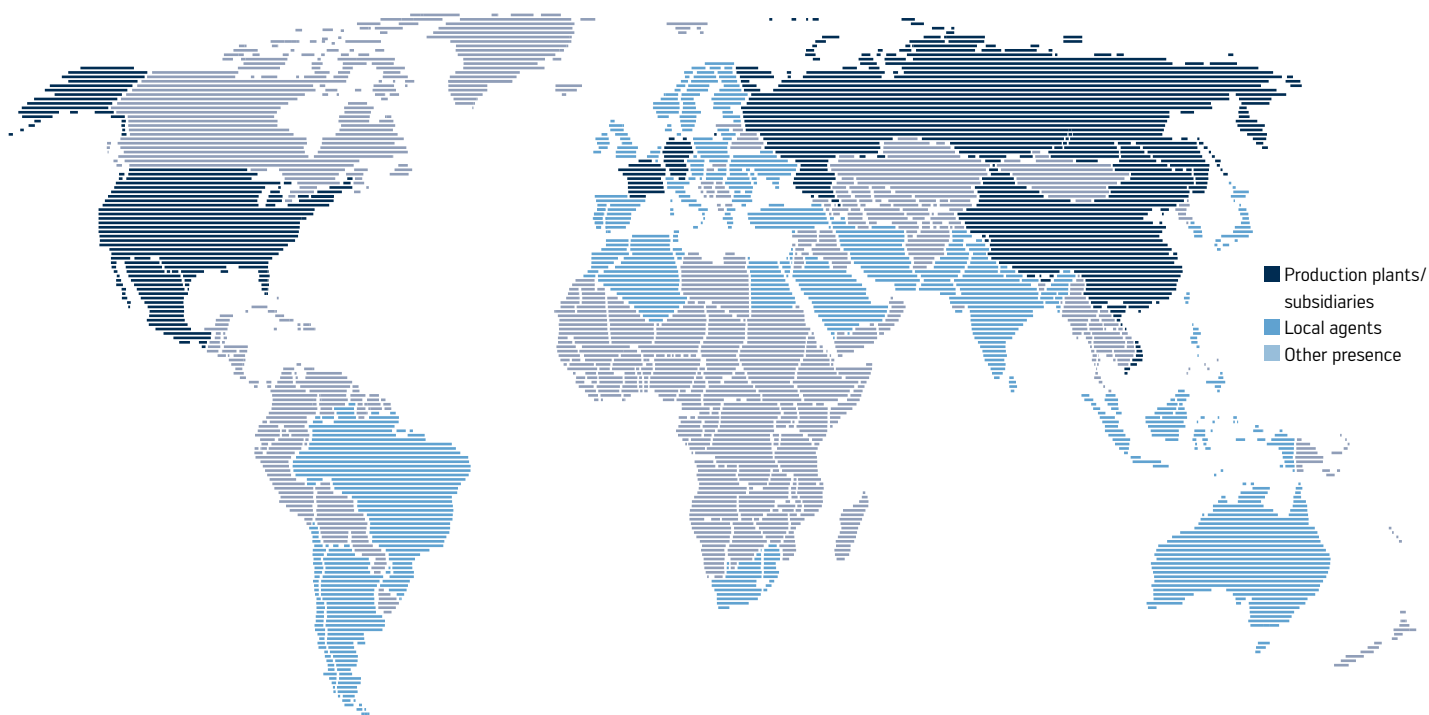 Production plants/
subsidiaries
Local agents
Other presence